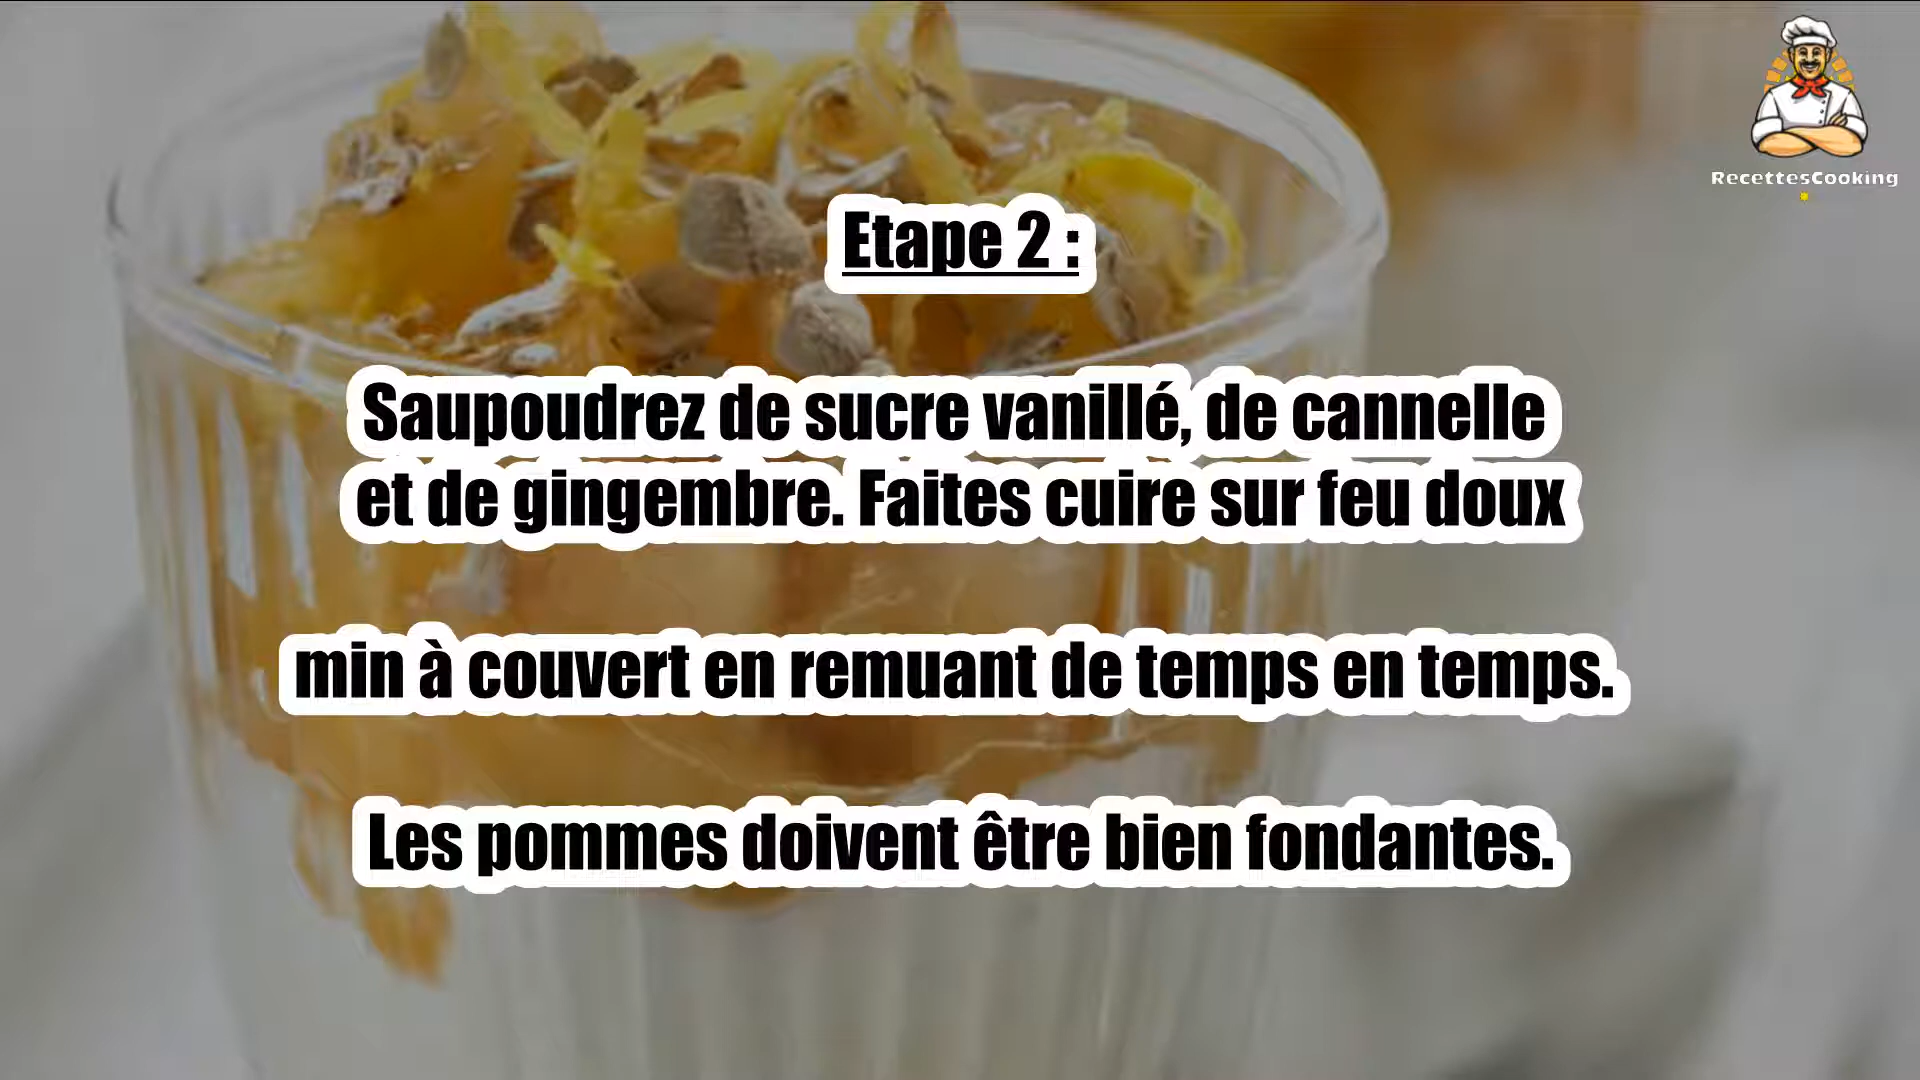 RecettesCooking
Etape 2 :
Saupoudrez de sucre vanillé, de cannelle
et de gingembre. Faites cuire sur feu doux
min à couvert en remuant de temps en temps.
Les pommes doivent être bien fondantes.